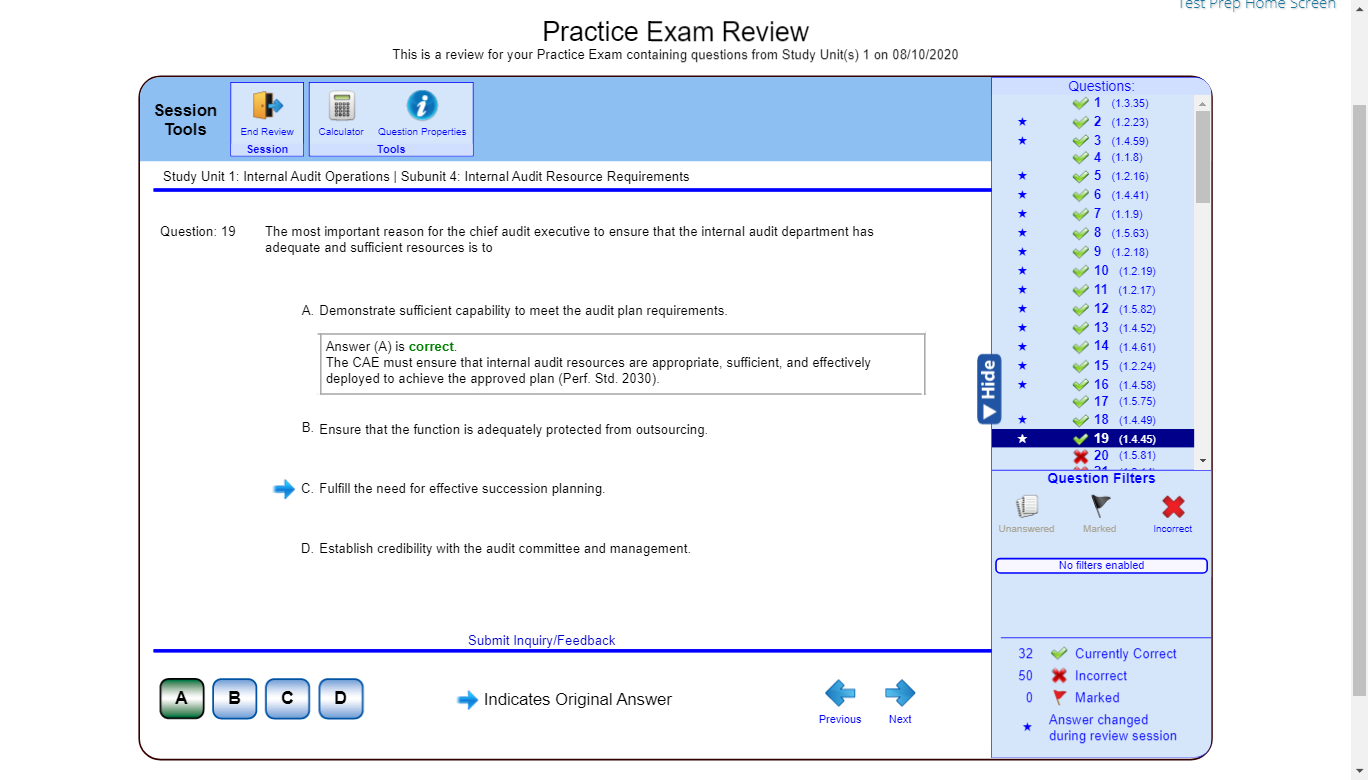 Test Prep Home Screen
Practice Exam Review
This is a review for your Practice Exam containing questions from Study Unit(s) 1 on 08/10/2020
Session
Tools
End Review
Session
Calculator
Question Properties
Tools
Study Unit 1: Internal Audit Operations | Subunit 4: Internal Audit Resource Requirements
Question: 19
The most important reason for the chief audit executive to ensure that the internal audit department has
adequate and sufficient resources is to
A. Demonstrate sufficient capability to meet the audit plan requirements.
Answer (A) is correct.
The CAE must ensure that internal audit resources are appropriate, sufficient, and effectively
deployed to achieve the approved plan (Perf. Std. 2030).
B. Ensure that the function is adequately protected from outsourcing.
C. Fulfill the need for effective succession planning.
D. Establish credibility with the audit committee and management.
Submit Inquiry/Feedback
A
B
C
D
Indicates Original Answer
Previous
Next
Hide
Questions:
1 (1.3.35)
2 (1.2.23)
3 (1.4.59)
4 (1.1.8)
5 (1.2.16)
6 (1.4.41)
7 (1.1.9)
8 (1.5.63)
9 (1.2.18)
10 (1.2.19)
11 (1.2.17)
12 (1.5.82)
13 (1.4.52)
14 (1.4.61)
15 (1.2.24)
16 (1.4.58)
17 (1.5.75)
18 (1.4.49)
19 (1.4.45)
20 (1.5.81)
Question Filters
Unanswered
Marked
Incorrect
No filters enabled
32 Currently Correct
50 Incorrect
0 Marked
Answer changed
during review session